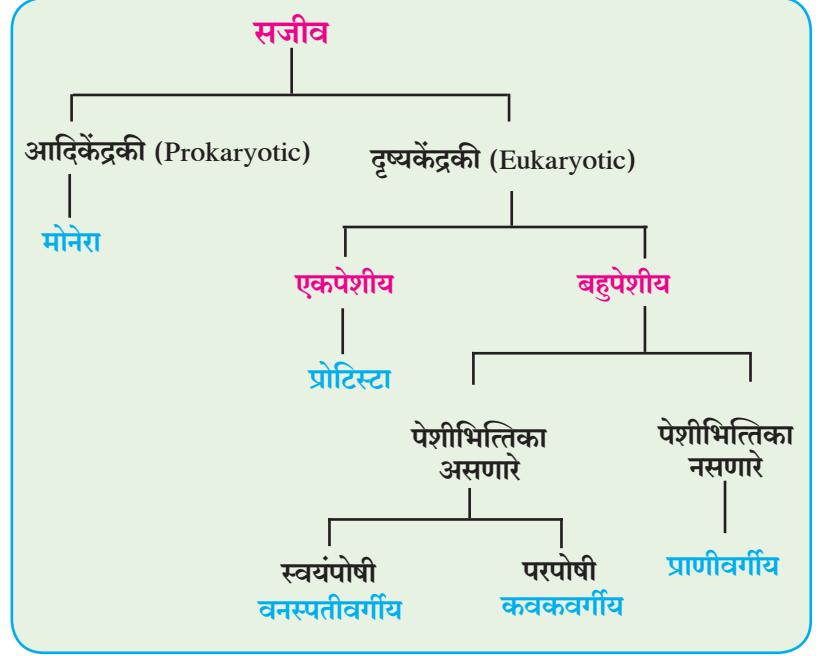 सजीव
आदिकेंद्रकी (Prokaryotic)
दृष्यकेंद्रकी (Eukaryotic)
मोनेरा
एकपेशीय
बहुपेशीय
प्रोटिस्टा
पेशीभित्तिका
असणारे
पेशीभित्तिका
नसणारे
स्वयंपोषी
वनस्पतीवर्गीय
परपोषी
कवकवर्गीय
प्राणीवर्गीय